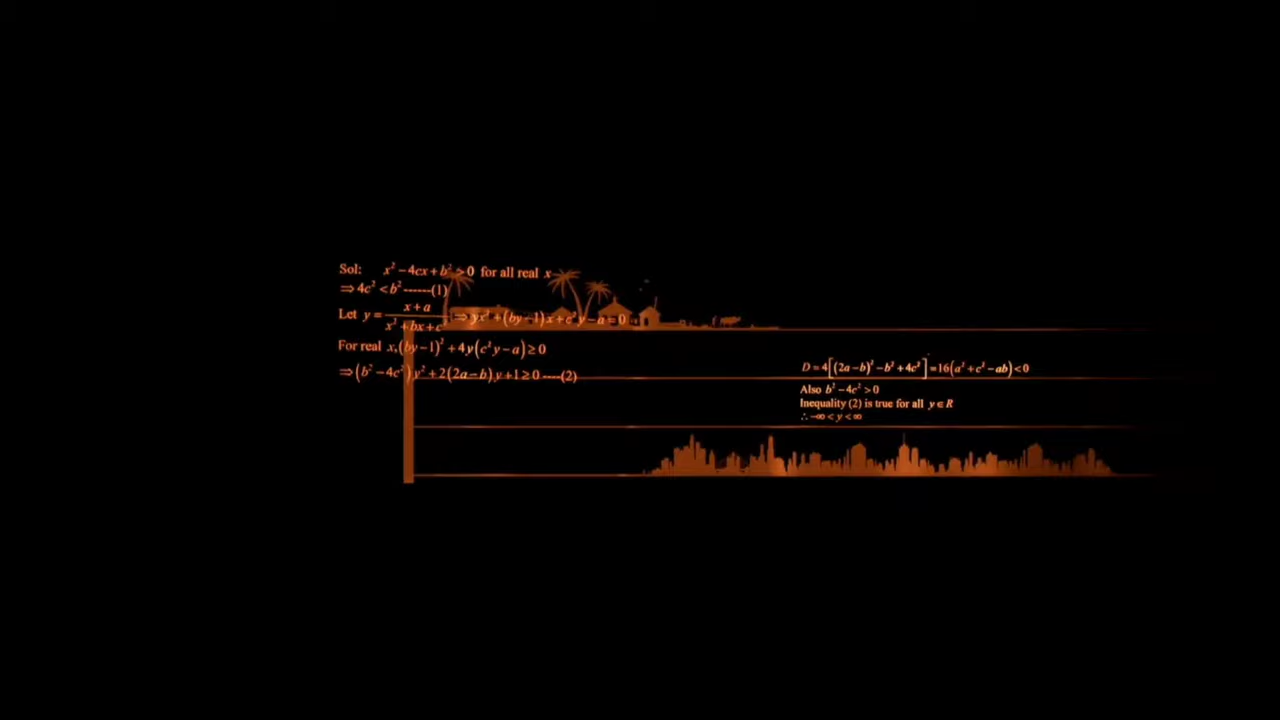 Sol: x² − 4cx + b² > 0 for all real x
⇒ 4c² < b² ------(1)
Let y = (x + a)/(x² + bx + c²) ⇒ yx² + (by − 1)x + c²y − a = 0
For real x, (by − 1)² + 4y(c²y − a) ≥ 0
⇒ (b² − 4c²)y² + 2(2a − b)y + 1 ≥ 0 ----(2)
D = 4[(2a − b)² − b² + 4c²] = 16(a² + c² − ab) < 0
Also b² − 4c² > 0
Inequality (2) is true for all y ∈ R
∴ −∞ < y < ∞